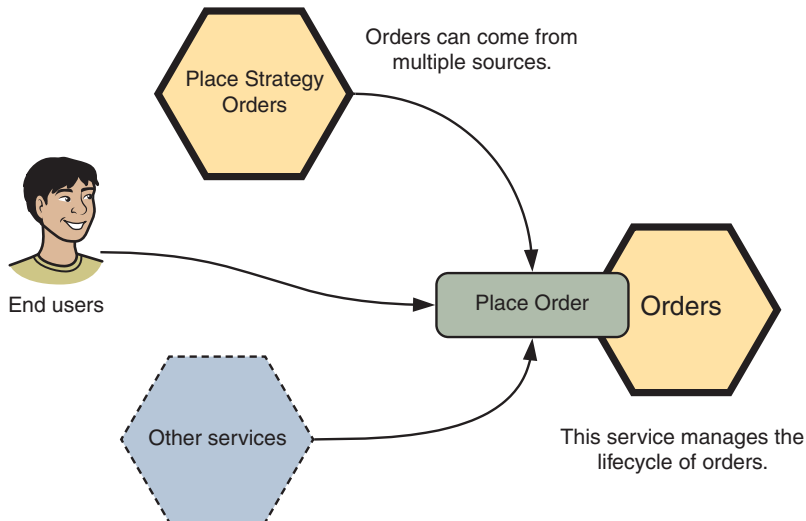 Orders can come from
multiple sources.
Place Strategy
Orders
End users
Place Order
Orders
Other services
This service manages the
lifecycle of orders.